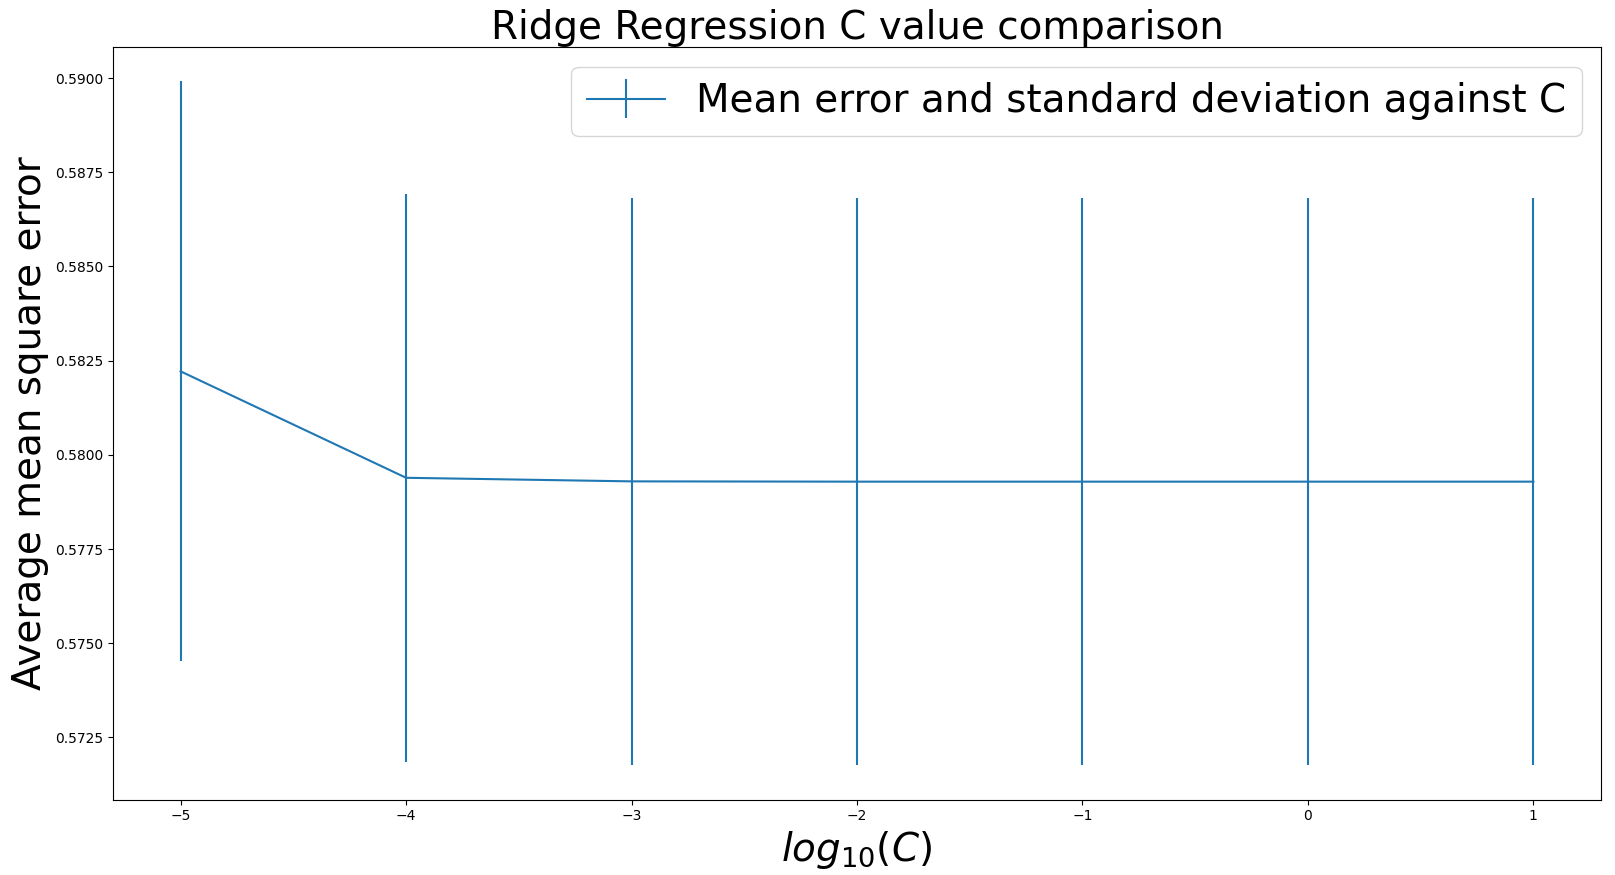 Ridge Regression C value comparison
Mean error and standard deviation against C
Average mean square error
0.5900
0.5875
0.5850
0.5825
0.5800
0.5775
0.5750
0.5725
−5 −4 −3 −2 −1 0 1
log₁₀(C)